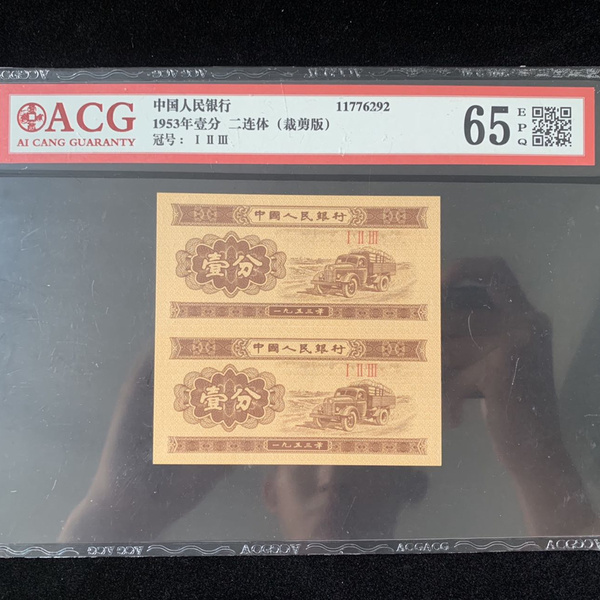 ACG
AI CANG GUARANTY
中国人民银行 11776292
1953年壹分 二连体（裁剪版）
冠号： Ⅰ Ⅱ Ⅲ
65
EPQ
中國人民銀行
Ⅰ Ⅱ Ⅲ
壹分
一九五三年
中國人民銀行
Ⅰ Ⅱ Ⅲ
壹分
一九五三年
ACGACG